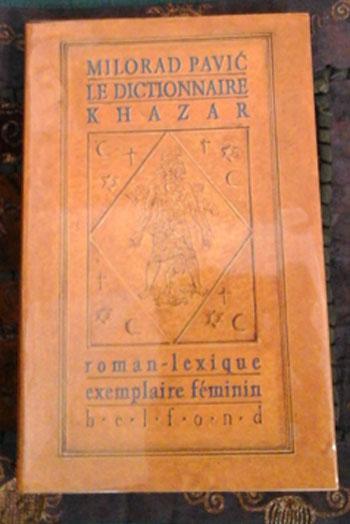 MILORAD PAVIĆ
LE DICTIONNAIRE
KHAZAR
roman-lexique
exemplaire féminin
b·e·l·f·o·n·d